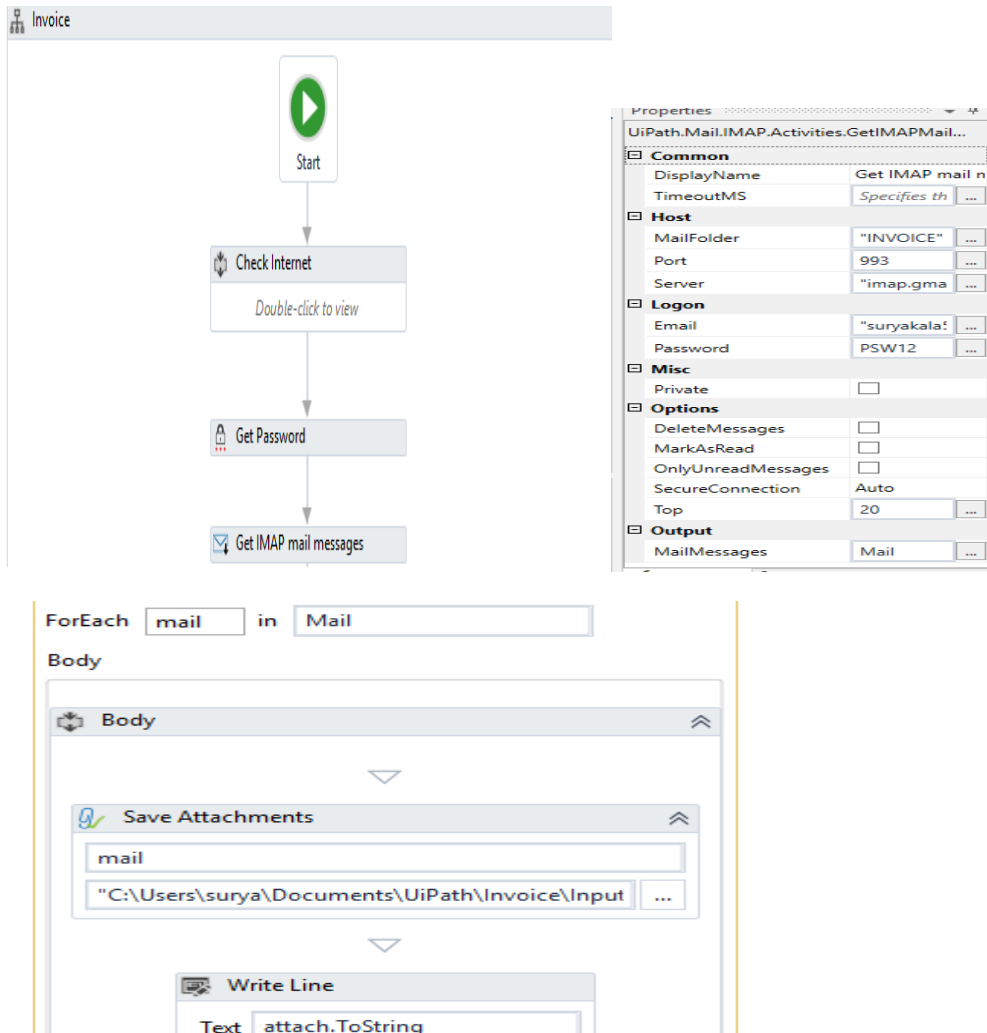 Invoice
Start
Check Internet
Double-click to view
Get Password
Get IMAP mail messages
Properties
UiPath.Mail.IMAP.Activities.GetIMAPMail...
Common
DisplayName Get IMAP mail n
TimeoutMS Specifies th ...
Host
MailFolder "INVOICE" ...
Port 993 ...
Server "imap.gma ...
Logon
Email "suryakala! ...
Password PSW12 ...
Misc
Private
Options
DeleteMessages
MarkAsRead
OnlyUnreadMessages
SecureConnection Auto
Top 20 ...
Output
MailMessages Mail ...
ForEach mail in Mail
Body
Body
Save Attachments
mail
"C:\Users\surya\Documents\UiPath\Invoice\Input ...
Write Line
Text attach.ToString